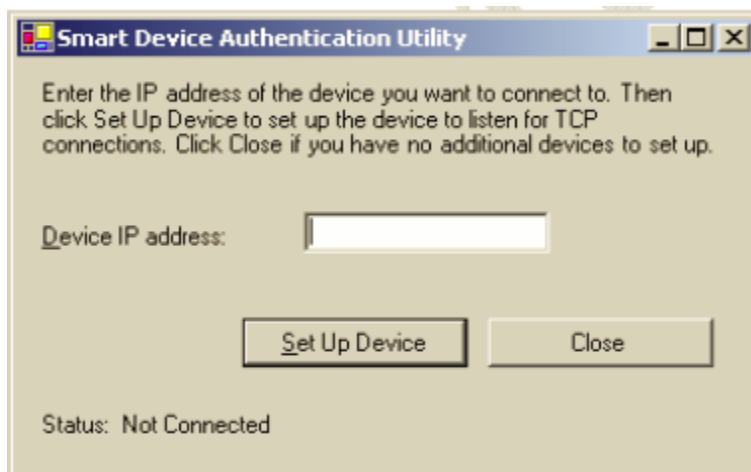 Smart Device Authentication Utility
Enter the IP address of the device you want to connect to. Then
click Set Up Device to set up the device to listen for TCP
connections. Click Close if you have no additional devices to set up.
Device IP address:
Set Up Device Close
Status: Not Connected